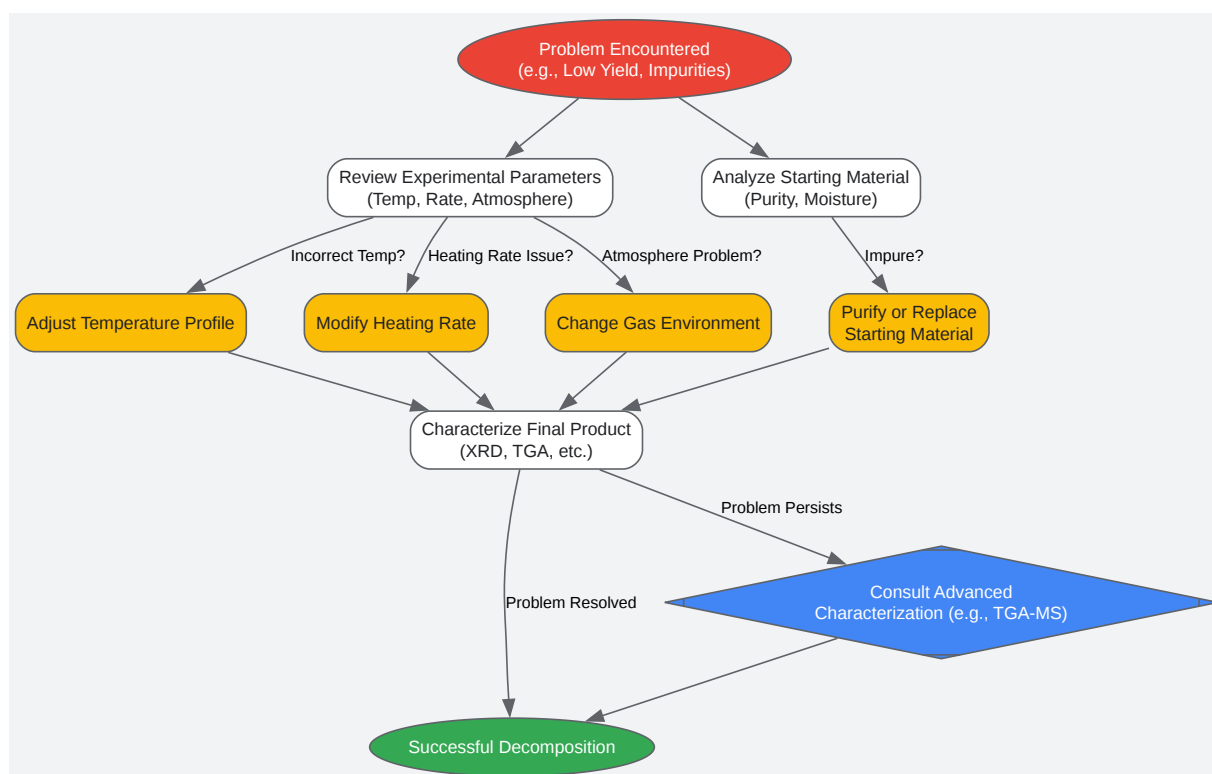 Problem Encountered
(e.g., Low Yield, Impurities)
Review Experimental Parameters
(Temp, Rate, Atmosphere)
Analyze Starting Material
(Purity, Moisture)
Incorrect Temp?
Heating Rate Issue?
Atmosphere Problem?
Impure?
Adjust Temperature Profile
Modify Heating Rate
Change Gas Environment
Purify or Replace
Starting Material
Characterize Final Product
(XRD, TGA, etc.)
Problem Persists
Consult Advanced
Characterization (e.g., TGA-MS)
Problem Resolved
Successful Decomposition